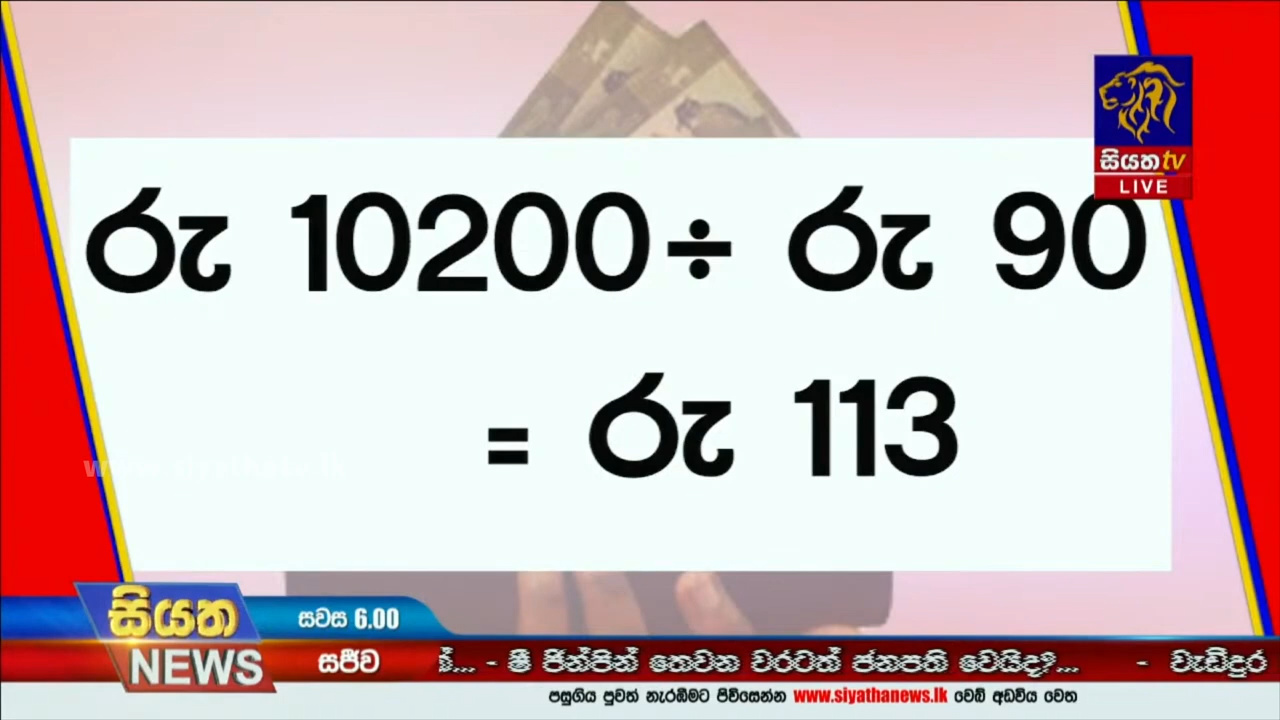 සියත tv
LIVE
රු 10200 ÷ රු 90
= රු 113
සියත
NEWS
සවස 6.00
සජීව
... - ෂී ජින්පින් තෙවන වරටත් ජනපති වෙයිද?... - වැඩිදුර
පසුගිය පුවත් නැරඹීමට පිවිසෙන්න www.siyathanews.lk වෙබ් අඩවිය වෙත